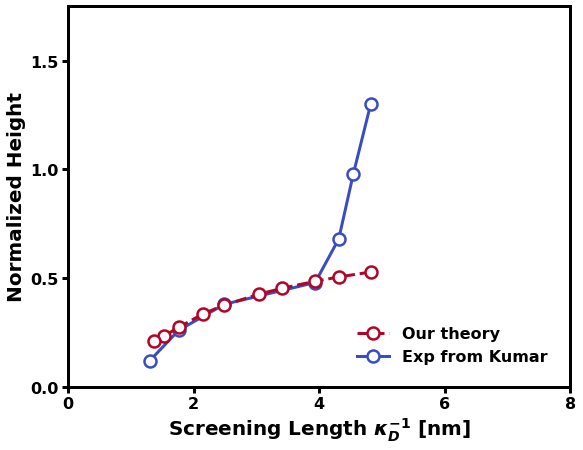 Normalized Height
1.5
1.0
0.5
0.0
0 2 4 6 8
Our theory
Exp from Kumar
Screening Length κ_D^{-1} [nm]